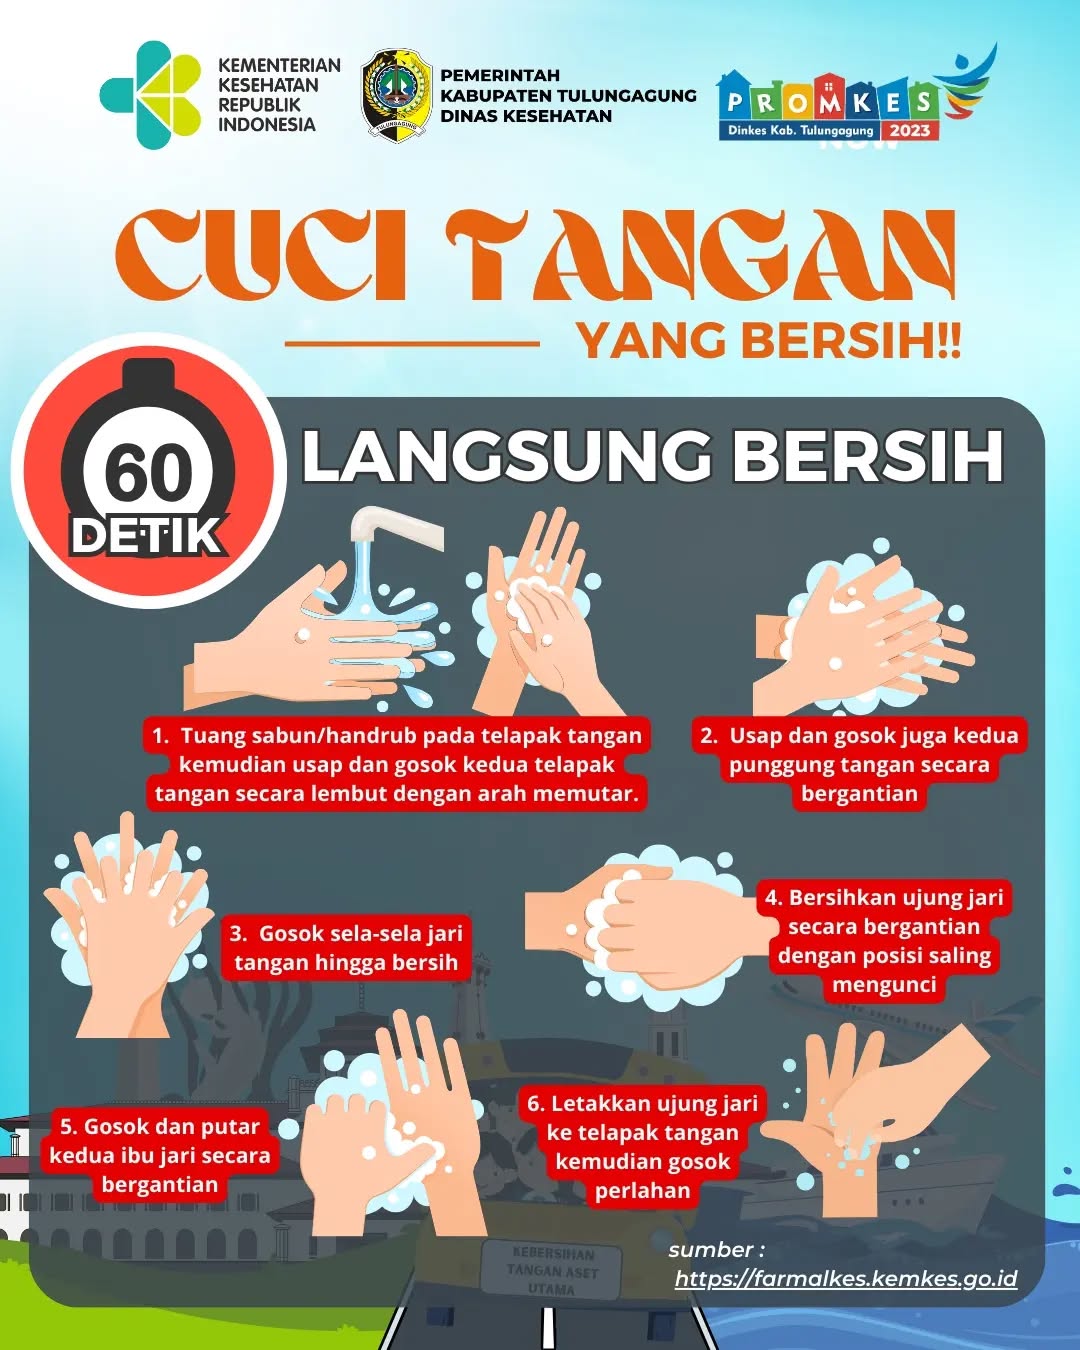 KEMENTERIAN
KESEHATAN
REPUBLIK
INDONESIA
TULUNGAGUNG
PEMERINTAH
KABUPATEN TULUNGAGUNG
DINAS KESEHATAN
PROMKES
Dinkes Kab. Tulungagung 2023
NOW
CUCI TANGAN
YANG BERSIH!!
60
DETIK
LANGSUNG BERSIH
1. Tuang sabun/handrub pada telapak tangan
kemudian usap dan gosok kedua telapak
tangan secara lembut dengan arah memutar.
2. Usap dan gosok juga kedua
punggung tangan secara
bergantian
3. Gosok sela-sela jari
tangan hingga bersih
4. Bersihkan ujung jari
secara bergantian
dengan posisi saling
mengunci
5. Gosok dan putar
kedua ibu jari secara
bergantian
6. Letakkan ujung jari
ke telapak tangan
kemudian gosok
perlahan
KEBERSIHAN
TANGAN ASET
UTAMA
sumber :
https://farmalkes.kemkes.go.id